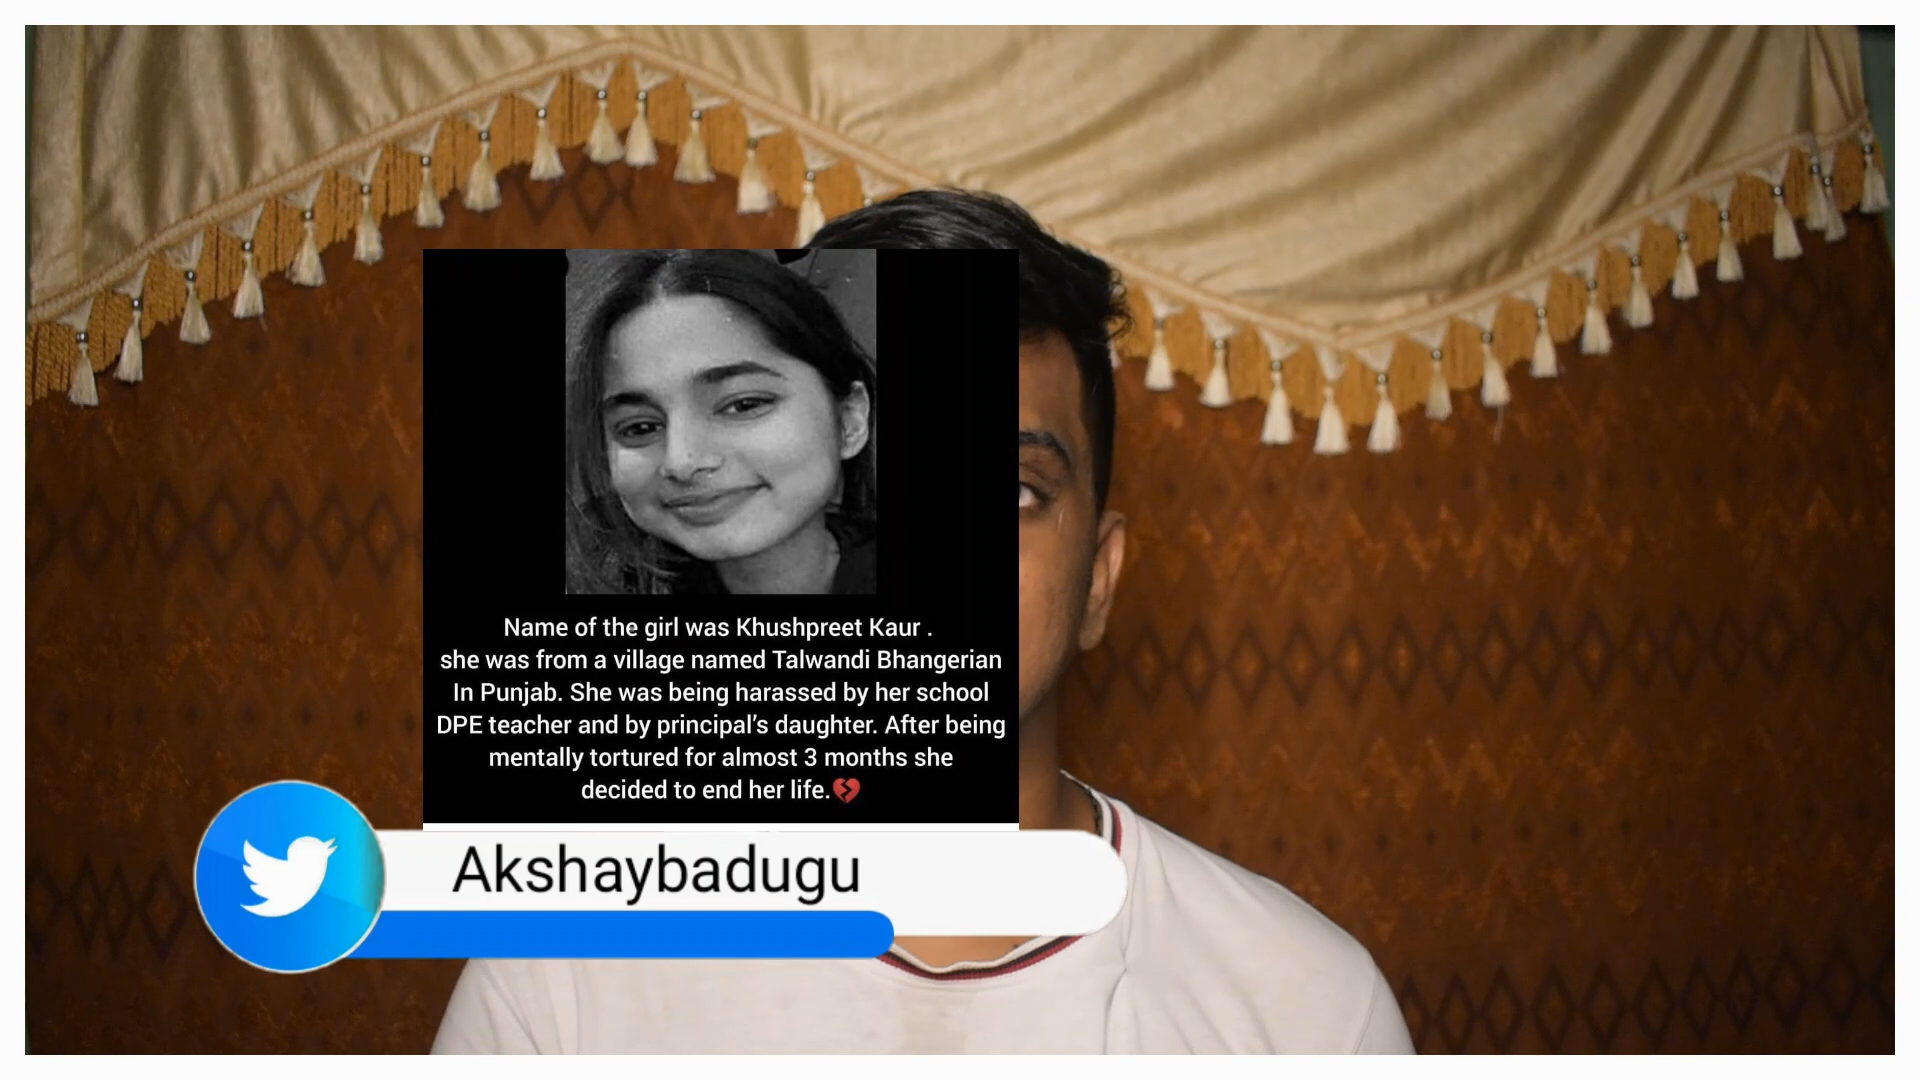 Name of the girl was Khushpreet Kaur .
she was from a village named Talwandi Bhangerian
In Punjab. She was being harassed by her school
DPE teacher and by principal’s daughter. After being
mentally tortured for almost 3 months she
decided to end her life.💔
Akshaybadugu